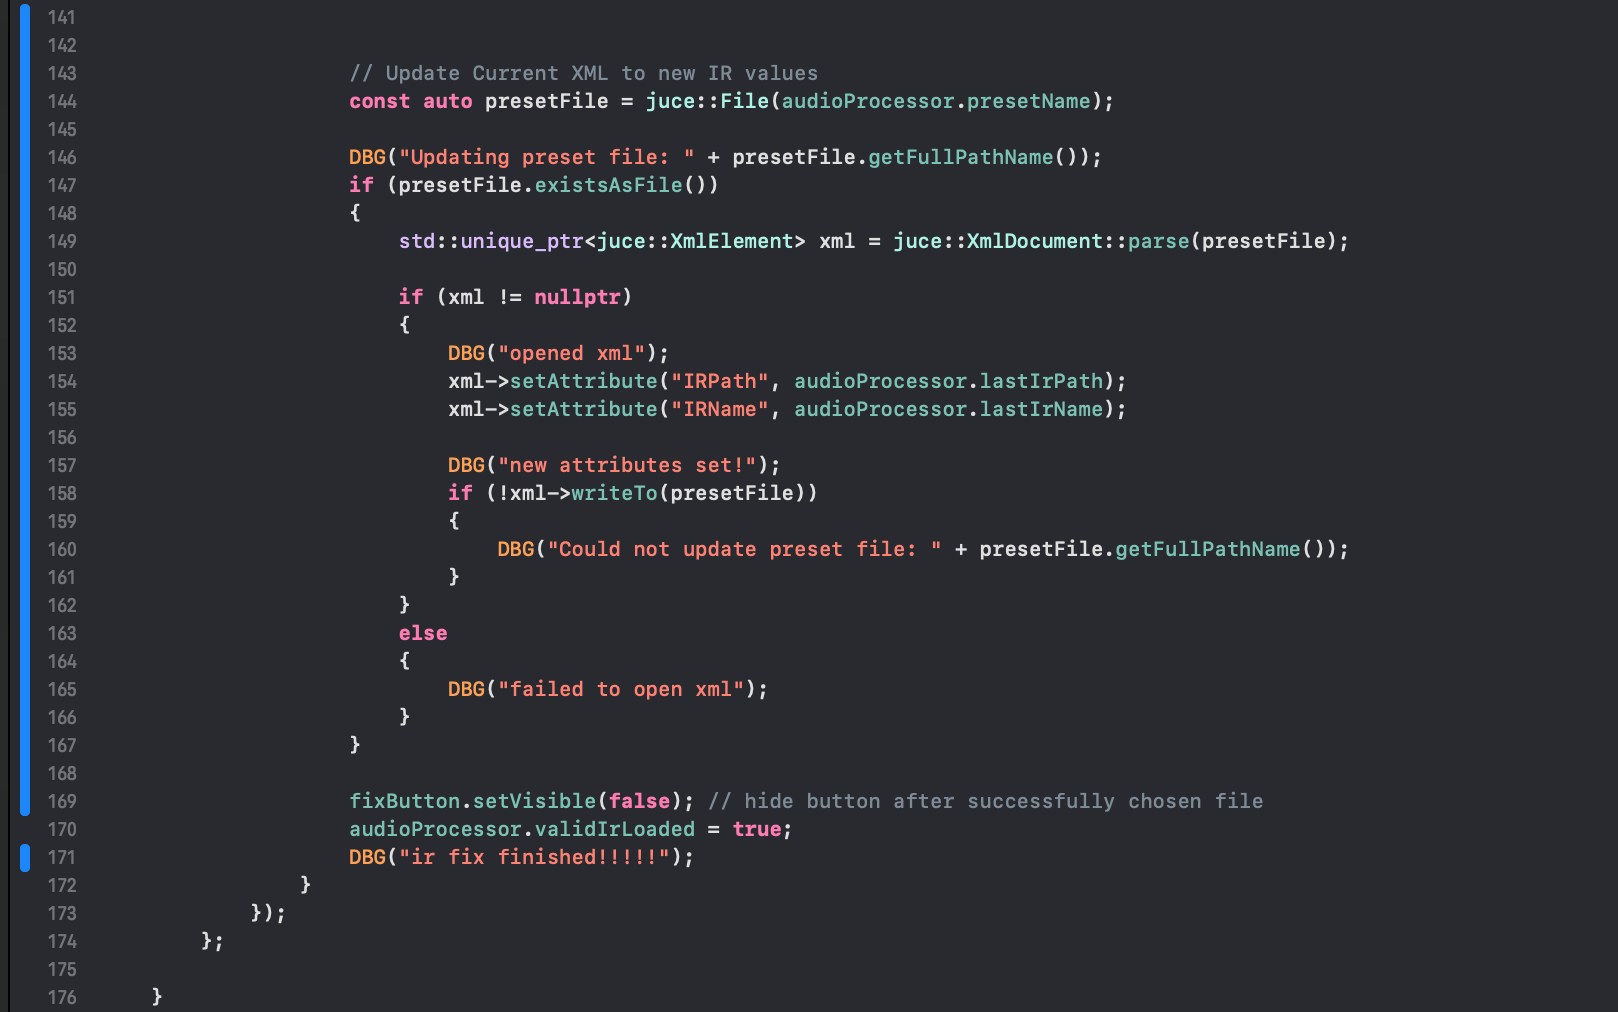 141
142
143 // Update Current XML to new IR values
144 const auto presetFile = juce::File(audioProcessor.presetName);
145
146 DBG("Updating preset file: " + presetFile.getFullPathName());
147 if (presetFile.existsAsFile())
148 {
149 std::unique_ptr<juce::XmlElement> xml = juce::XmlDocument::parse(presetFile);
150
151 if (xml != nullptr)
152 {
153 DBG("opened xml");
154 xml->setAttribute("IRPath", audioProcessor.lastIrPath);
155 xml->setAttribute("IRName", audioProcessor.lastIrName);
156
157 DBG("new attributes set!");
158 if (!xml->writeTo(presetFile))
159 {
160 DBG("Could not update preset file: " + presetFile.getFullPathName());
161 }
162 }
163 else
164 {
165 DBG("failed to open xml");
166 }
167 }
168
169 fixButton.setVisible(false); // hide button after successfully chosen file
170 audioProcessor.validIrLoaded = true;
171 DBG("ir fix finished!!!!!");
172 }
173 });
174 };
175
176 }